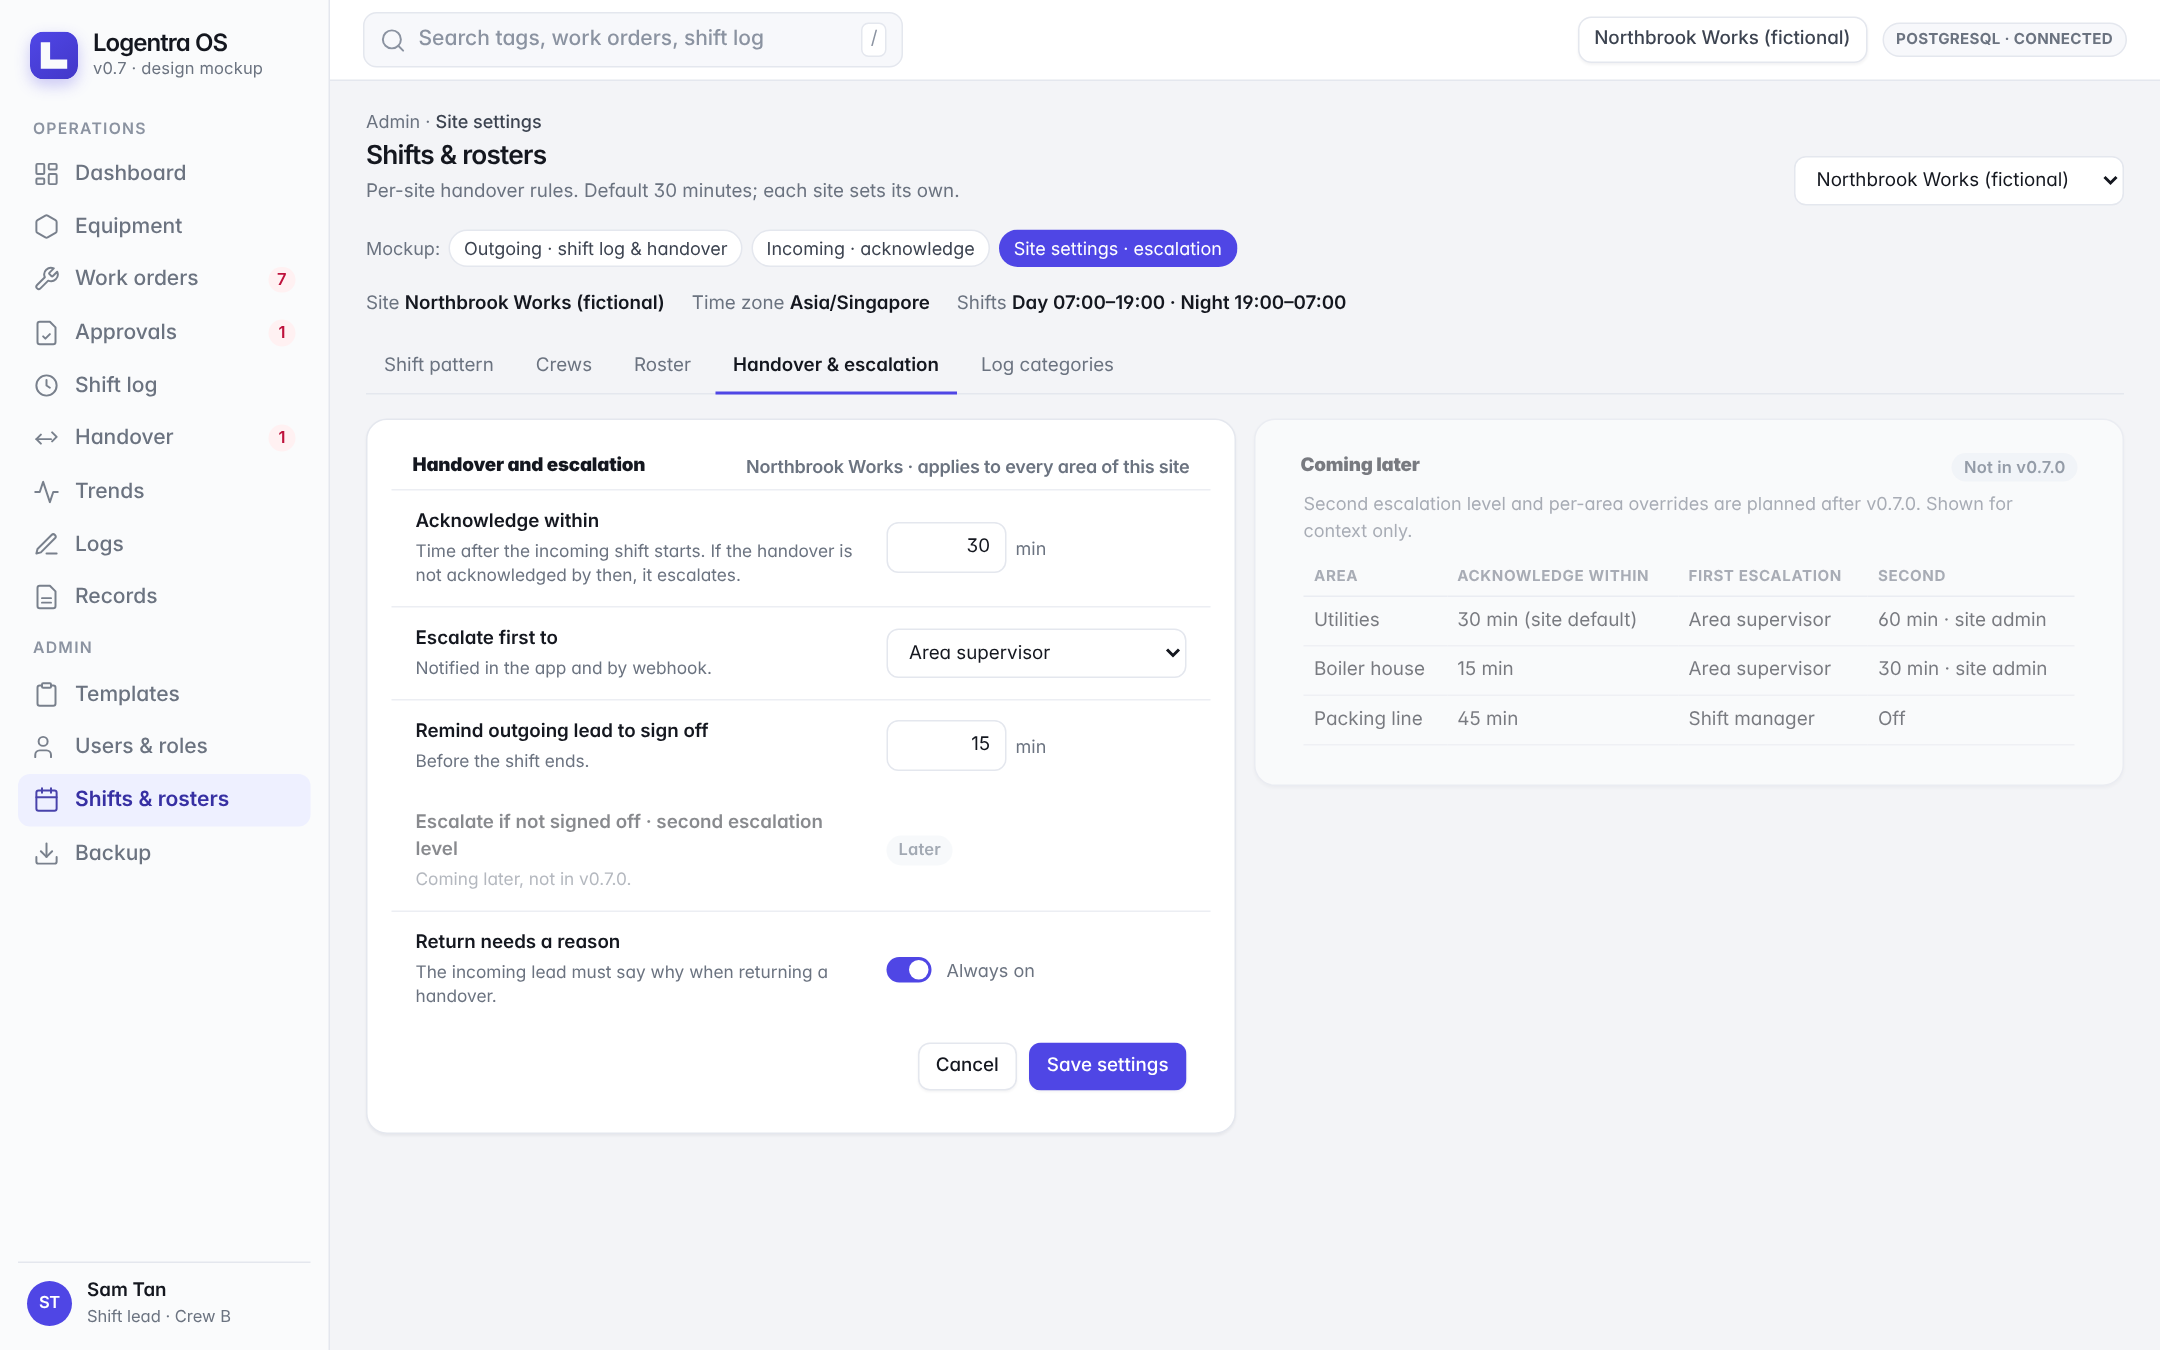 Logentra OS
v0.7 · design mockup
OPERATIONS
Dashboard
Equipment
Work orders 7
Approvals 1
Shift log
Handover 1
Trends
Logs
Records
ADMIN
Templates
Users & roles
Shifts & rosters
Backup
ST
Sam Tan
Shift lead · Crew B
Search tags, work orders, shift log /
Northbrook Works (fictional)
POSTGRESQL · CONNECTED
Admin · Site settings
Shifts & rosters
Per-site handover rules. Default 30 minutes; each site sets its own.
Northbrook Works (fictional)
Mockup: Outgoing · shift log & handover Incoming · acknowledge Site settings · escalation
Site Northbrook Works (fictional) Time zone Asia/Singapore Shifts Day 07:00–19:00 · Night 19:00–07:00
Shift pattern Crews Roster Handover & escalation Log categories
Handover and escalation Northbrook Works · applies to every area of this site
Acknowledge within
Time after the incoming shift starts. If the handover is
not acknowledged by then, it escalates.
30 min
Escalate first to
Notified in the app and by webhook.
Area supervisor
Remind outgoing lead to sign off
Before the shift ends.
15 min
Escalate if not signed off · second escalation
level
Coming later, not in v0.7.0.
Later
Return needs a reason
The incoming lead must say why when returning a
handover.
Always on
Cancel Save settings
Coming later Not in v0.7.0
Second escalation level and per-area overrides are planned after v0.7.0. Shown for
context only.
AREA ACKNOWLEDGE WITHIN FIRST ESCALATION SECOND
Utilities 30 min (site default) Area supervisor 60 min · site admin
Boiler house 15 min Area supervisor 30 min · site admin
Packing line 45 min Shift manager Off